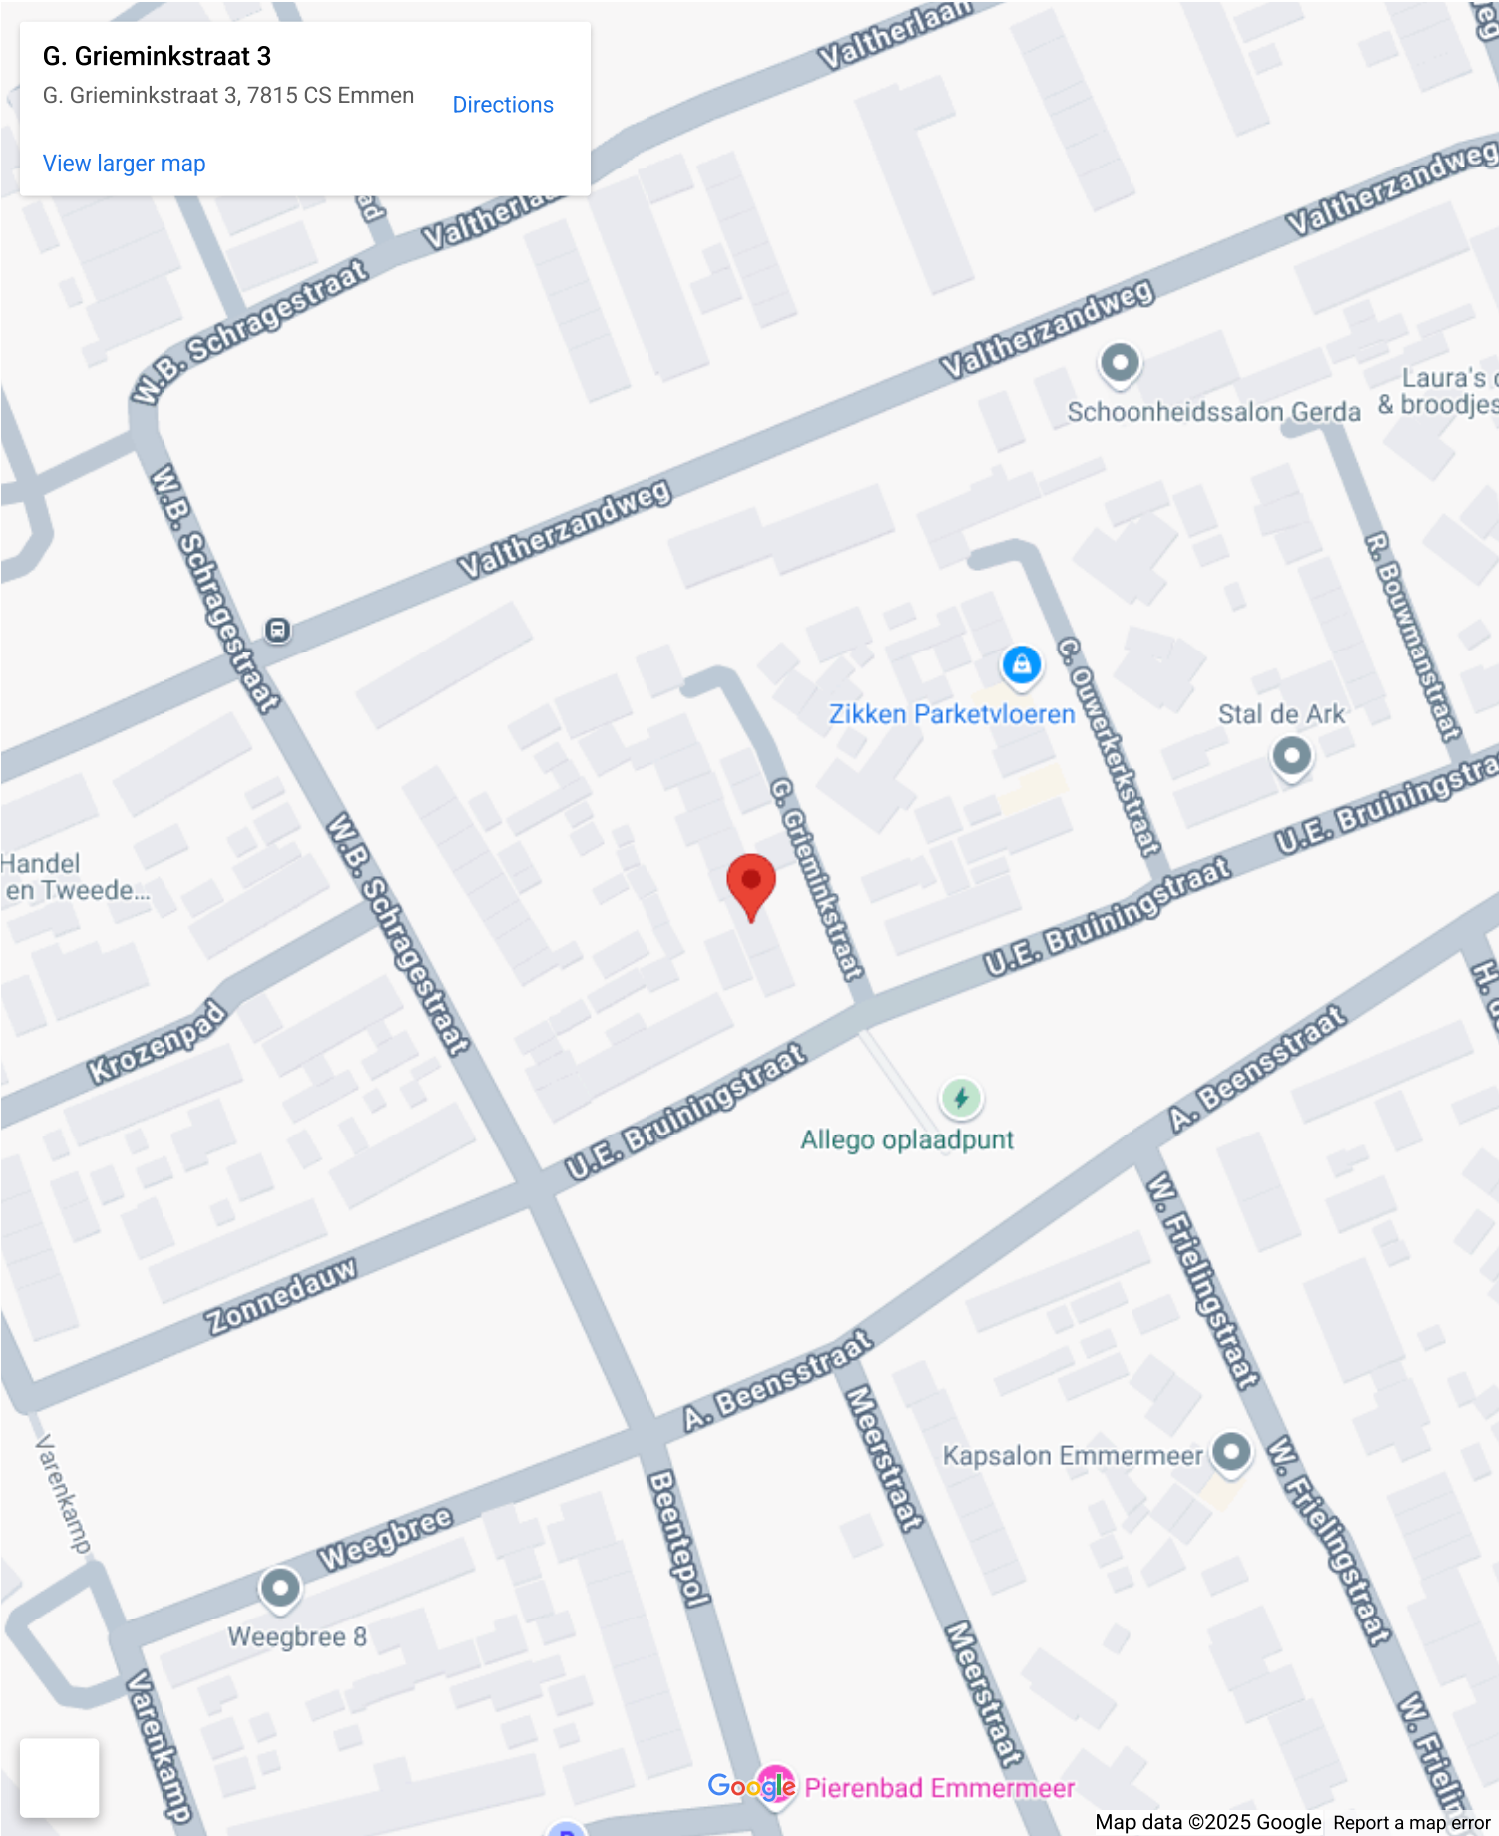 G. Grieminkstraat 3
G. Grieminkstraat 3, 7815 CS Emmen
Directions
View larger map
Valtherlaan
Valtherzandweg
W.B. Schragestraat
Valtherzandweg
Schoonheidssalon Gerda
Laura's
& broodjes
W.B. Schragestraat
Valtherzandweg
R. Bouwmanstraat
C. Ouwerkerkstraat
Zikken Parketvloeren
Stal de Ark
G. Grieminkstraat
U.E. Bruiningstraat
W.B. Schragestraat
Handel
en Tweede...
U.E. Bruiningstraat
Krozenpad
A. Beensstraat
U.E. Bruiningstraat
Allego oplaadpunt
W. Frielingstraat
Zonnedauw
A. Beensstraat
Meerstraat
Kapsalon Emmermeer
W. Frielingstraat
Varenkamp
Weegbree
Beentepol
Weegbree 8
Meerstraat
Varenkamp
Google
Pierenbad Emmermeer
Map data ©2025 Google
Report a map error